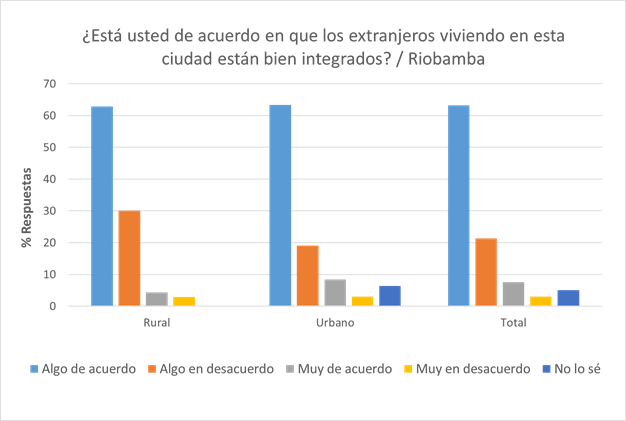 ¿Está usted de acuerdo en que los extranjeros viviendo en esta
ciudad están bien integrados? / Riobamba
70
60
50
40
30
20
10
0
% Respuestas
Rural Urbano Total
Algo de acuerdo Algo en desacuerdo Muy de acuerdo Muy en desacuerdo No lo sé